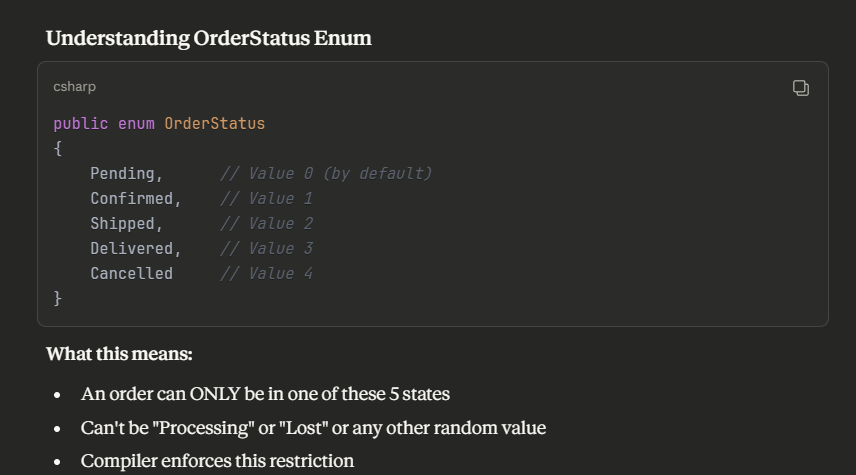 Understanding OrderStatus Enum
csharp
public enum OrderStatus
{
    Pending,      // Value 0 (by default)
    Confirmed,    // Value 1
    Shipped,      // Value 2
    Delivered,    // Value 3
    Cancelled     // Value 4
}
What this means:
• An order can ONLY be in one of these 5 states
• Can't be "Processing" or "Lost" or any other random value
• Compiler enforces this restriction